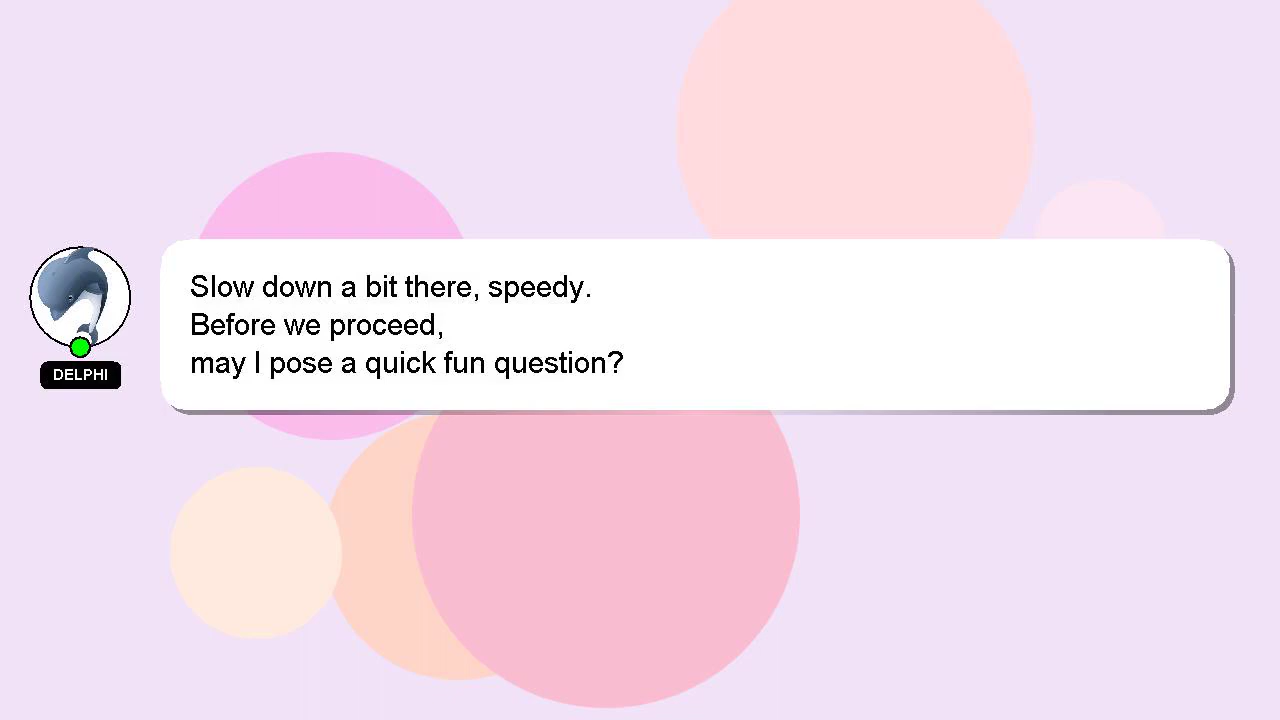 Slow down a bit there, speedy.
Before we proceed,
may I pose a quick fun question?
DELPHI